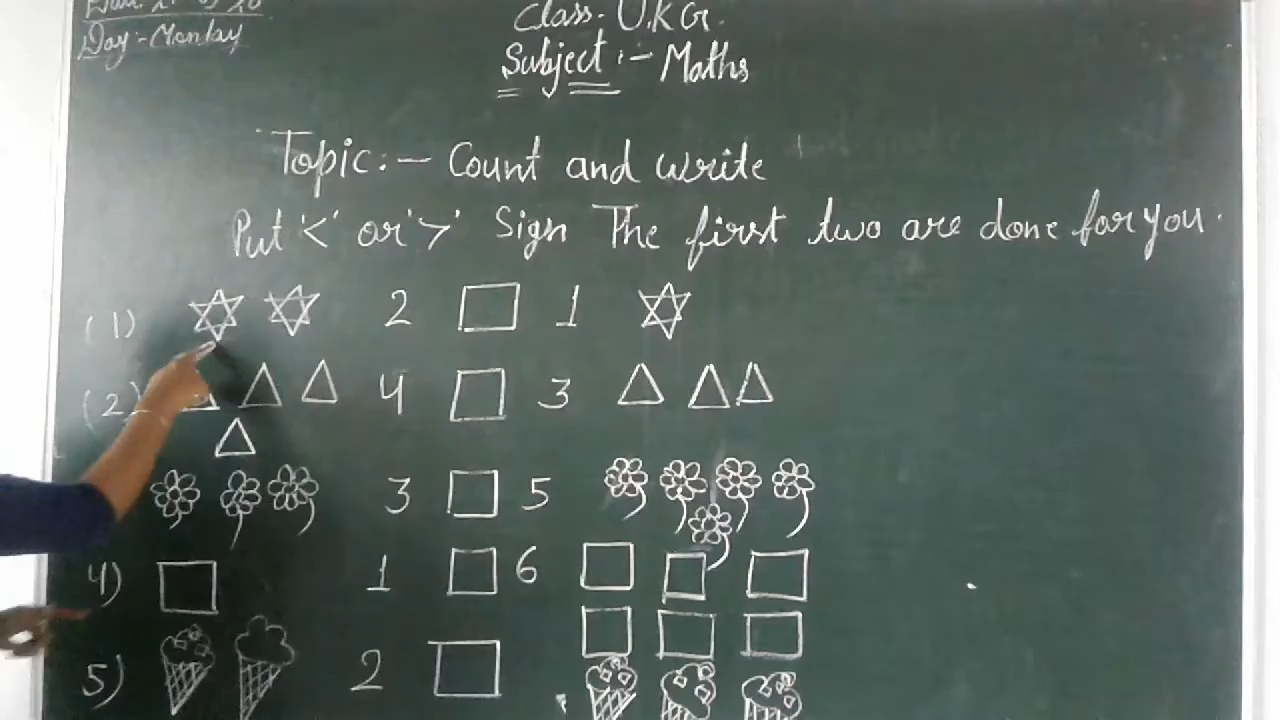 Day:-Monday
Class- U.K.G.
Subject:- Maths
Topic:- Count and Write
Put '<' or '>' Sign The first two are done for you.
(1) 2 1
(2) 4 3
3 5
4) 1 6
5) 2